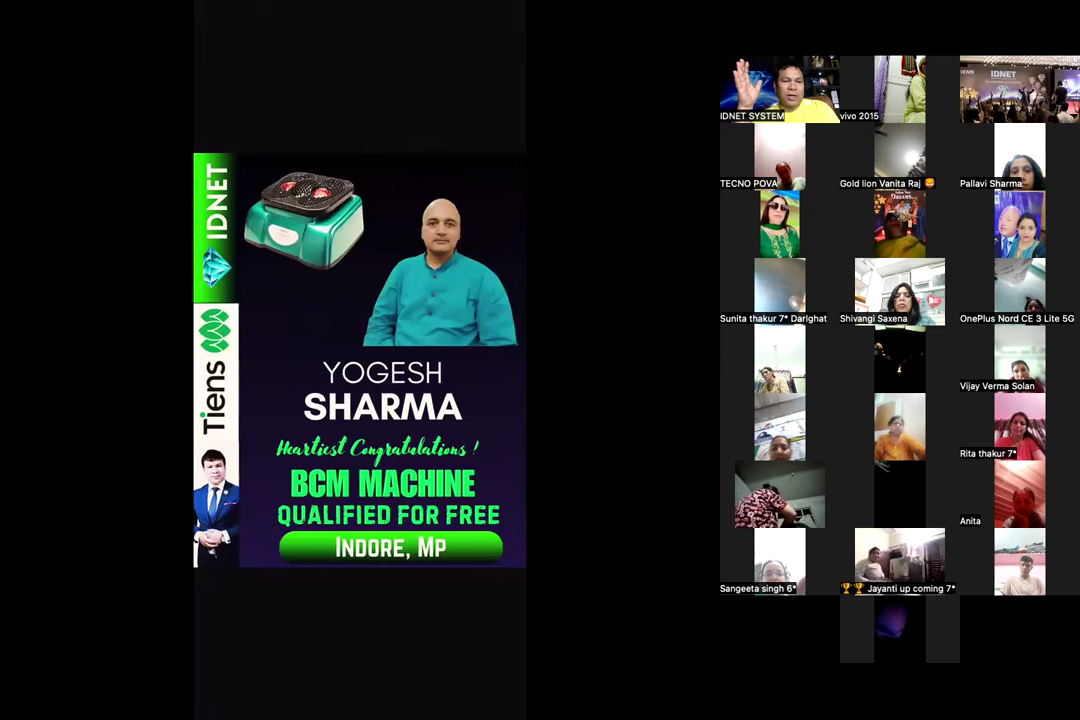 IDNET
Tiens
YOGESH
SHARMA
Heartiest Congratulations !
BCM MACHINE
QUALIFIED FOR FREE
INDORE, MP
IDNET SYSTEM
vivo 2015
IDNET
TECNO POVA
Gold lion Vanita Raj 🦁
Pallavi Sharma
Sunita thakur 7* Darlghat
Shivangi Saxena
OnePlus Nord CE 3 Lite 5G
Vijay Verma Solan
Rita thakur 7*
Anita
Sangeeta singh 6*
🏆🏆 Jayanti up coming 7*